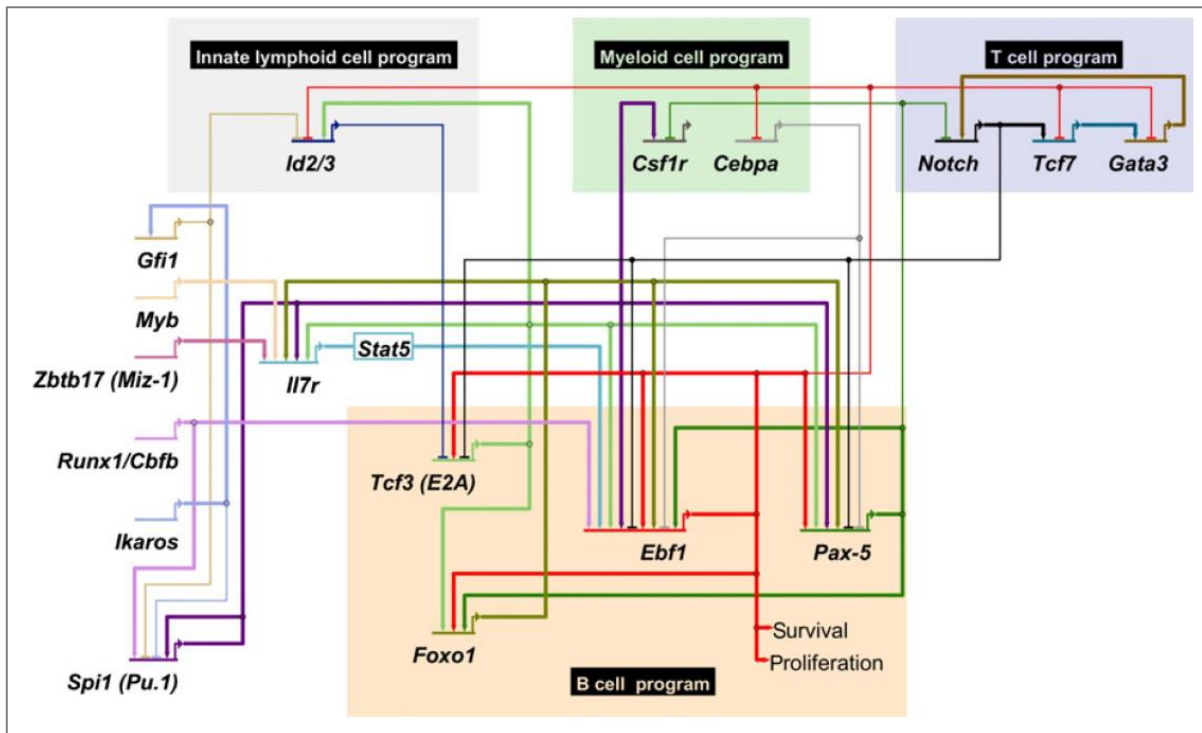 Innate lymphoid cell program
Myeloid cell program
T cell program
Id2/3
Csf1r
Cebpa
Notch
Tcf7
Gata3
Gfi1
Myb
Zbtb17 (Miz-1)
Il7r
Stat5
Runx1/Cbfb
Tcf3 (E2A)
Ikaros
Ebf1
Pax-5
Spi1 (Pu.1)
Foxo1
Survival
Proliferation
B cell program